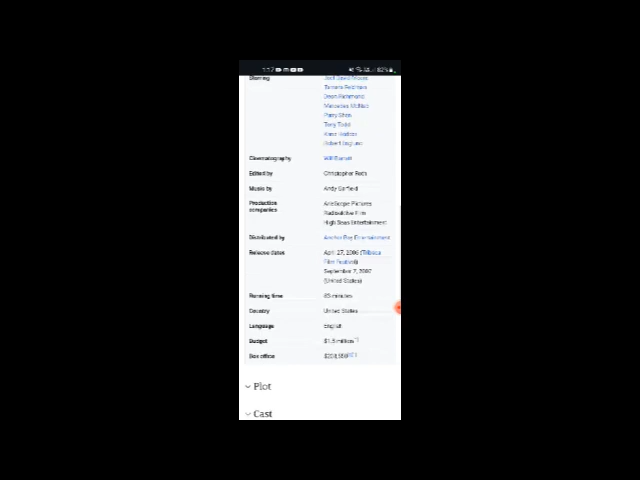 Starring
Deon Richmond
Mercedes McNab
Parry Shen
Tony Todd
Kane Hodder
Robert Englund
Cinematography
Will Barratt
Edited by
Christopher Roth
Music by
Andy Garfield
Production companies
ArieScope Pictures
Radioaktive Film
High Seas Entertainment
Distributed by
Anchor Bay Entertainment
Release dates
April 27, 2006 (Tribeca
Film Festival)
September 7, 2007
(United States)
Running time
85 minutes
Country
United States
Language
English
Budget
$1.5 million
Box office
Plot
Cast